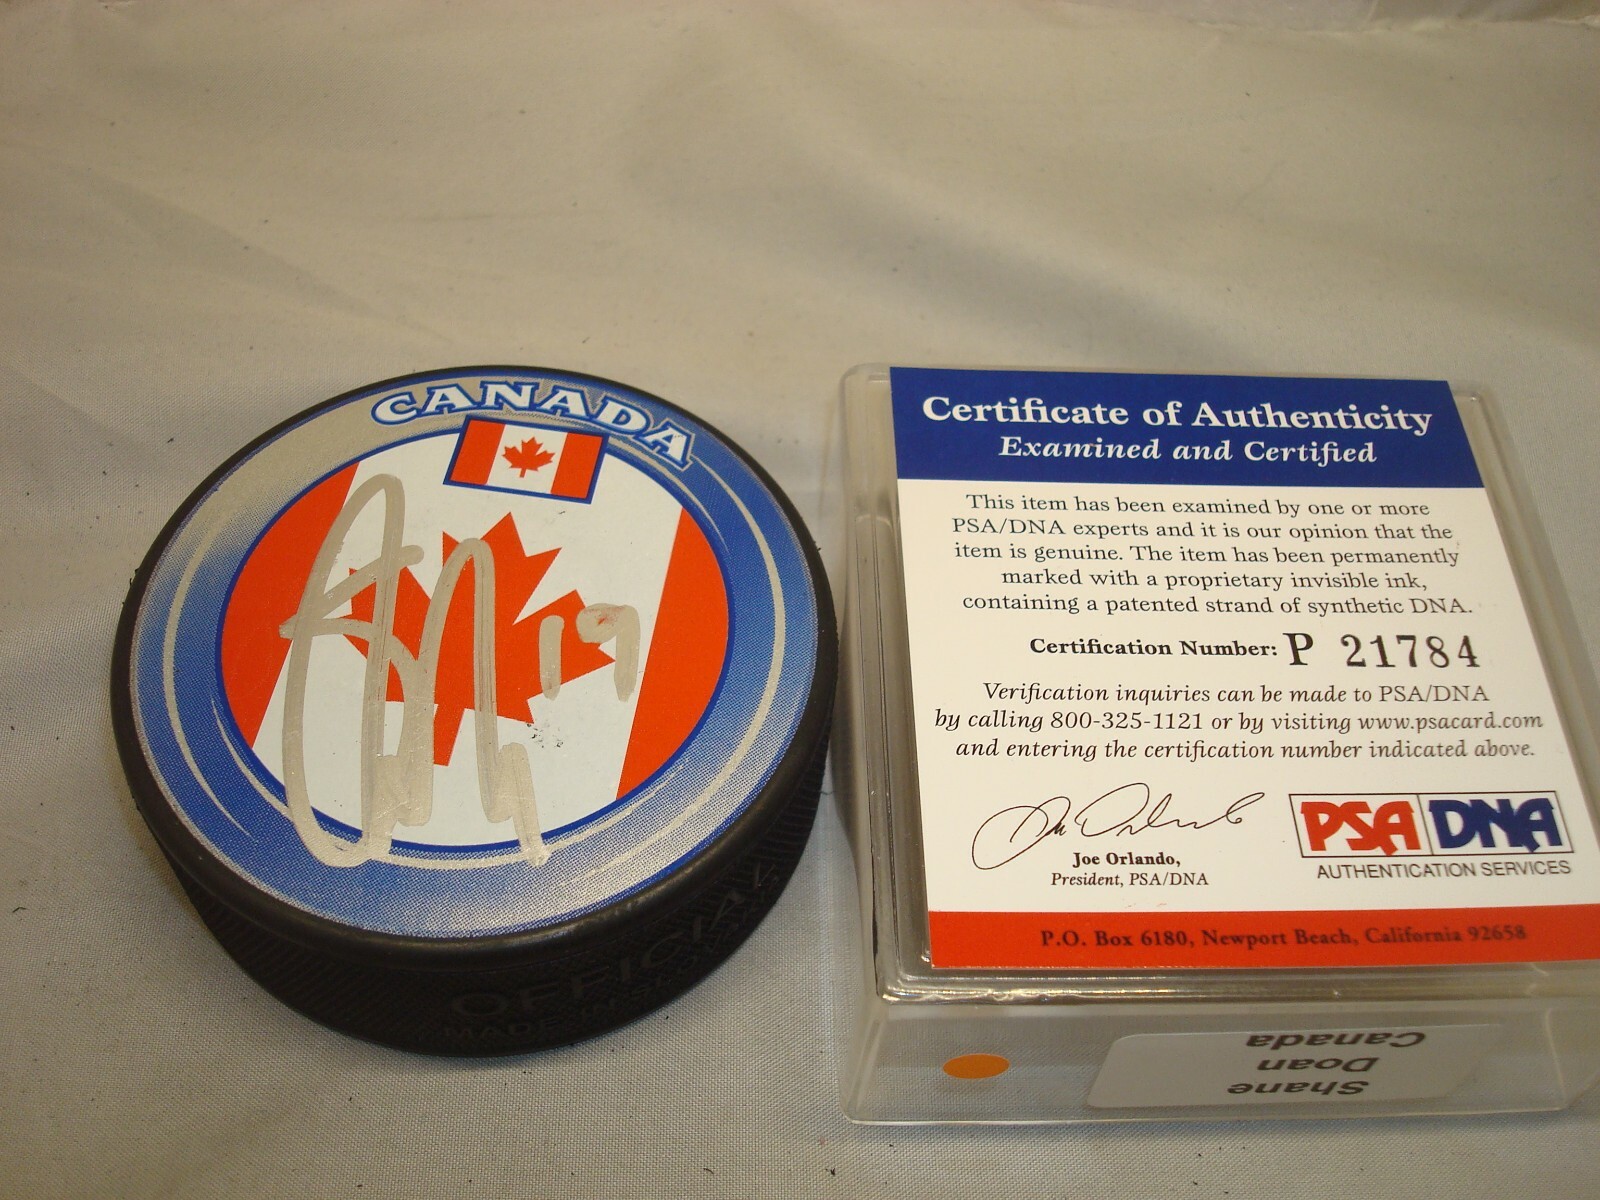 CANADA
19
OFFICIAL
MADE IN SLOVAKIA
Certificate of Authenticity
Examined and Certified
This item has been examined by one or more
PSA/DNA experts and it is our opinion that the
item is genuine. The item has been permanently
marked with a proprietary invisible ink,
containing a patented strand of synthetic DNA.
Certification Number: P 21784
Verification inquiries can be made to PSA/DNA
by calling 800-325-1121 or by visiting www.psacard.com
and entering the certification number indicated above.
Joe Orlando,
President, PSA/DNA
PSA DNA
AUTHENTICATION SERVICES
P.O. Box 6180, Newport Beach, California 92658
Shane
Doan
Canada